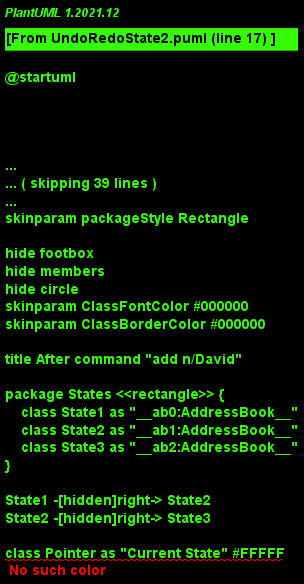 PlantUML 1.2021.12
[From UndoRedoState2.puml (line 17) ]
@startuml
...
... ( skipping 39 lines )
...
skinparam packageStyle Rectangle
hide footbox
hide members
hide circle
skinparam ClassFontColor #000000
skinparam ClassBorderColor #000000
title After command "add n/David"
package States <<rectangle>> {
class State1 as "__ab0:AddressBook__"
class State2 as "__ab1:AddressBook__"
class State3 as "__ab2:AddressBook__"
}
State1 -[hidden]right-> State2
State2 -[hidden]right-> State3
class Pointer as "Current State" #FFFFF
No such color